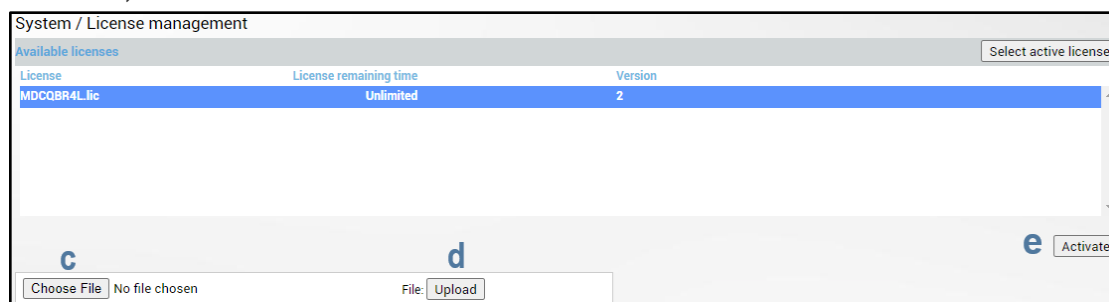 System / License management
Available licenses Select active license
License License remaining time Version
MDCQBR4L.lic Unlimited 2
e Activate
c d
Choose File No file chosen File: Upload